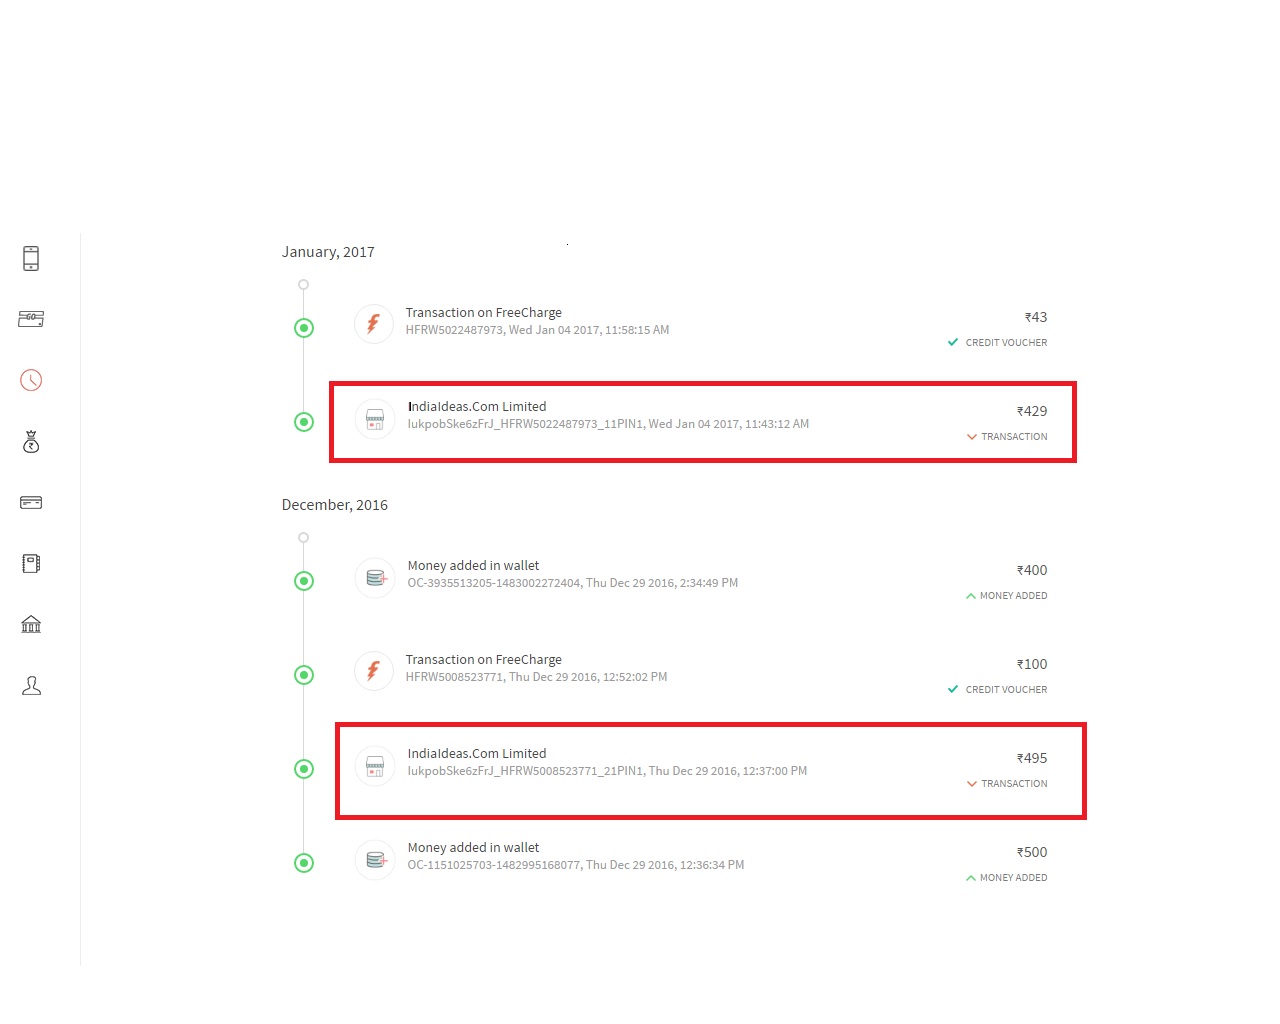 January, 2017
Transaction on FreeCharge
HFRW5022487973, Wed Jan 04 2017, 11:58:15 AM
₹43
CREDIT VOUCHER
IndiaIdeas.Com Limited
IukpobSke6zFrJ_HFRW5022487973_11PIN1, Wed Jan 04 2017, 11:43:12 AM
₹429
TRANSACTION
December, 2016
Money added in wallet
OC-3935513205-1483002272404, Thu Dec 29 2016, 2:34:49 PM
₹400
MONEY ADDED
Transaction on FreeCharge
HFRW5008523771, Thu Dec 29 2016, 12:52:02 PM
₹100
CREDIT VOUCHER
IndiaIdeas.Com Limited
IukpobSke6zFrJ_HFRW5008523771_21PIN1, Thu Dec 29 2016, 12:37:00 PM
₹495
TRANSACTION
Money added in wallet
OC-1151025703-1482995168077, Thu Dec 29 2016, 12:36:34 PM
₹500
MONEY ADDED